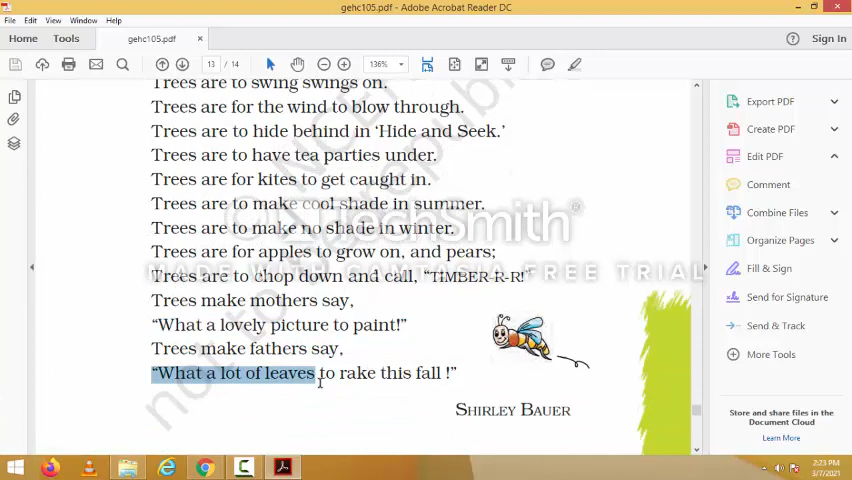 gehc105.pdf - Adobe Acrobat Reader DC
File Edit View Window Help
Home Tools gehc105.pdf × Sign In
13 / 14 136%
Trees are to swing swings on.
Trees are for the wind to blow through.
Trees are to hide behind in ‘Hide and Seek.’
Trees are to have tea parties under.
Trees are for kites to get caught in.
Trees are to make cool shade in summer.
Trees are to make no shade in winter.
Trees are for apples to grow on, and pears;
Trees are to chop down and call, “TIMBER-R-R!”
Trees make mothers say,
“What a lovely picture to paint!”
Trees make fathers say,
“What a lot of leaves to rake this fall !”
SHIRLEY BAUER
TechSmith®
MADE WITH CAMTASIA FREE TRIAL
Export PDF
Create PDF
Edit PDF
Comment
Combine Files
Organize Pages
Fill & Sign
Send for Signature
Send & Track
More Tools
Store and share files in the
Document Cloud
Learn More
2:23 PM
3/7/2021